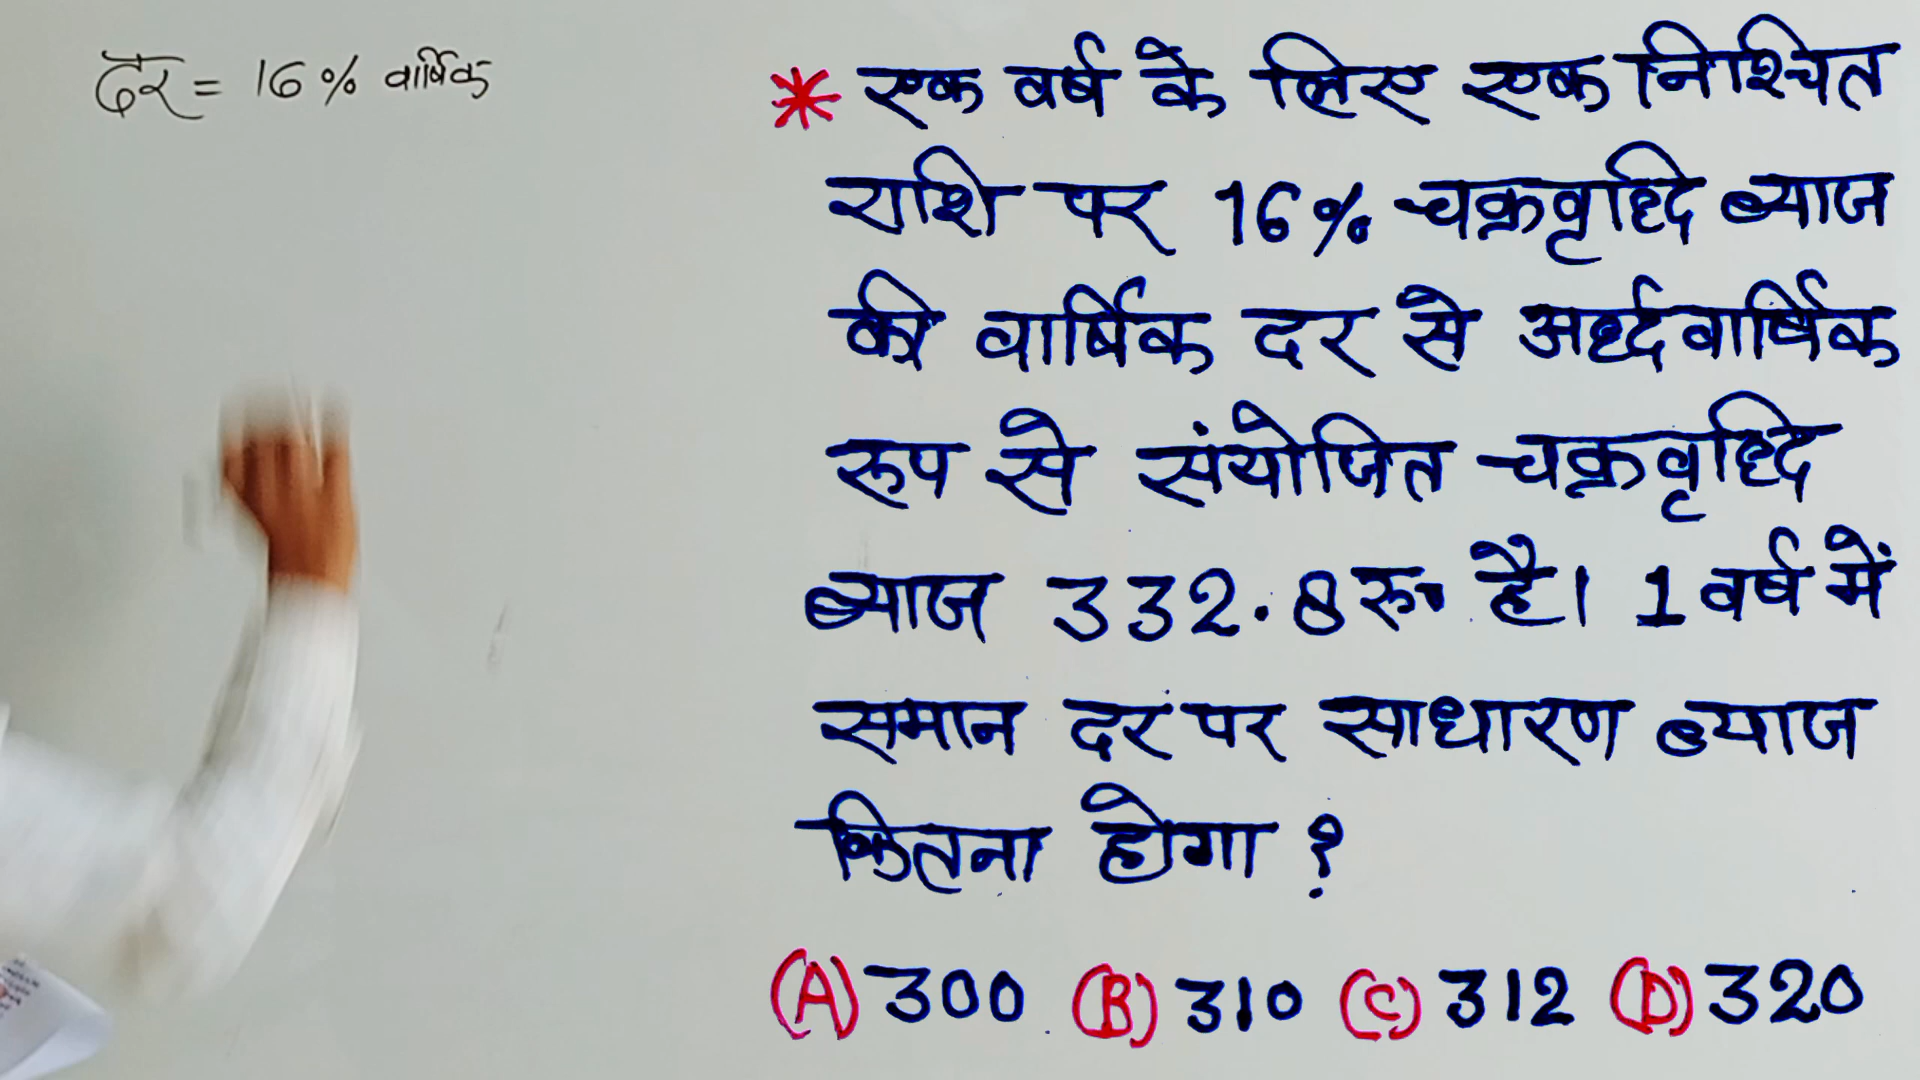 दर = 16% वार्षिक
* एक वर्ष के लिए एक निश्चित
राशि पर 16% चक्रवृद्धि ब्याज
की वार्षिक दर से अर्द्धवार्षिक
रूप से संयोजित चक्रवृद्धि
ब्याज 332.8 रु॰ है। 1 वर्ष में
समान दर पर साधारण ब्याज
कितना होगा ?
(A) 300 (B) 310 (C) 312 (D) 320